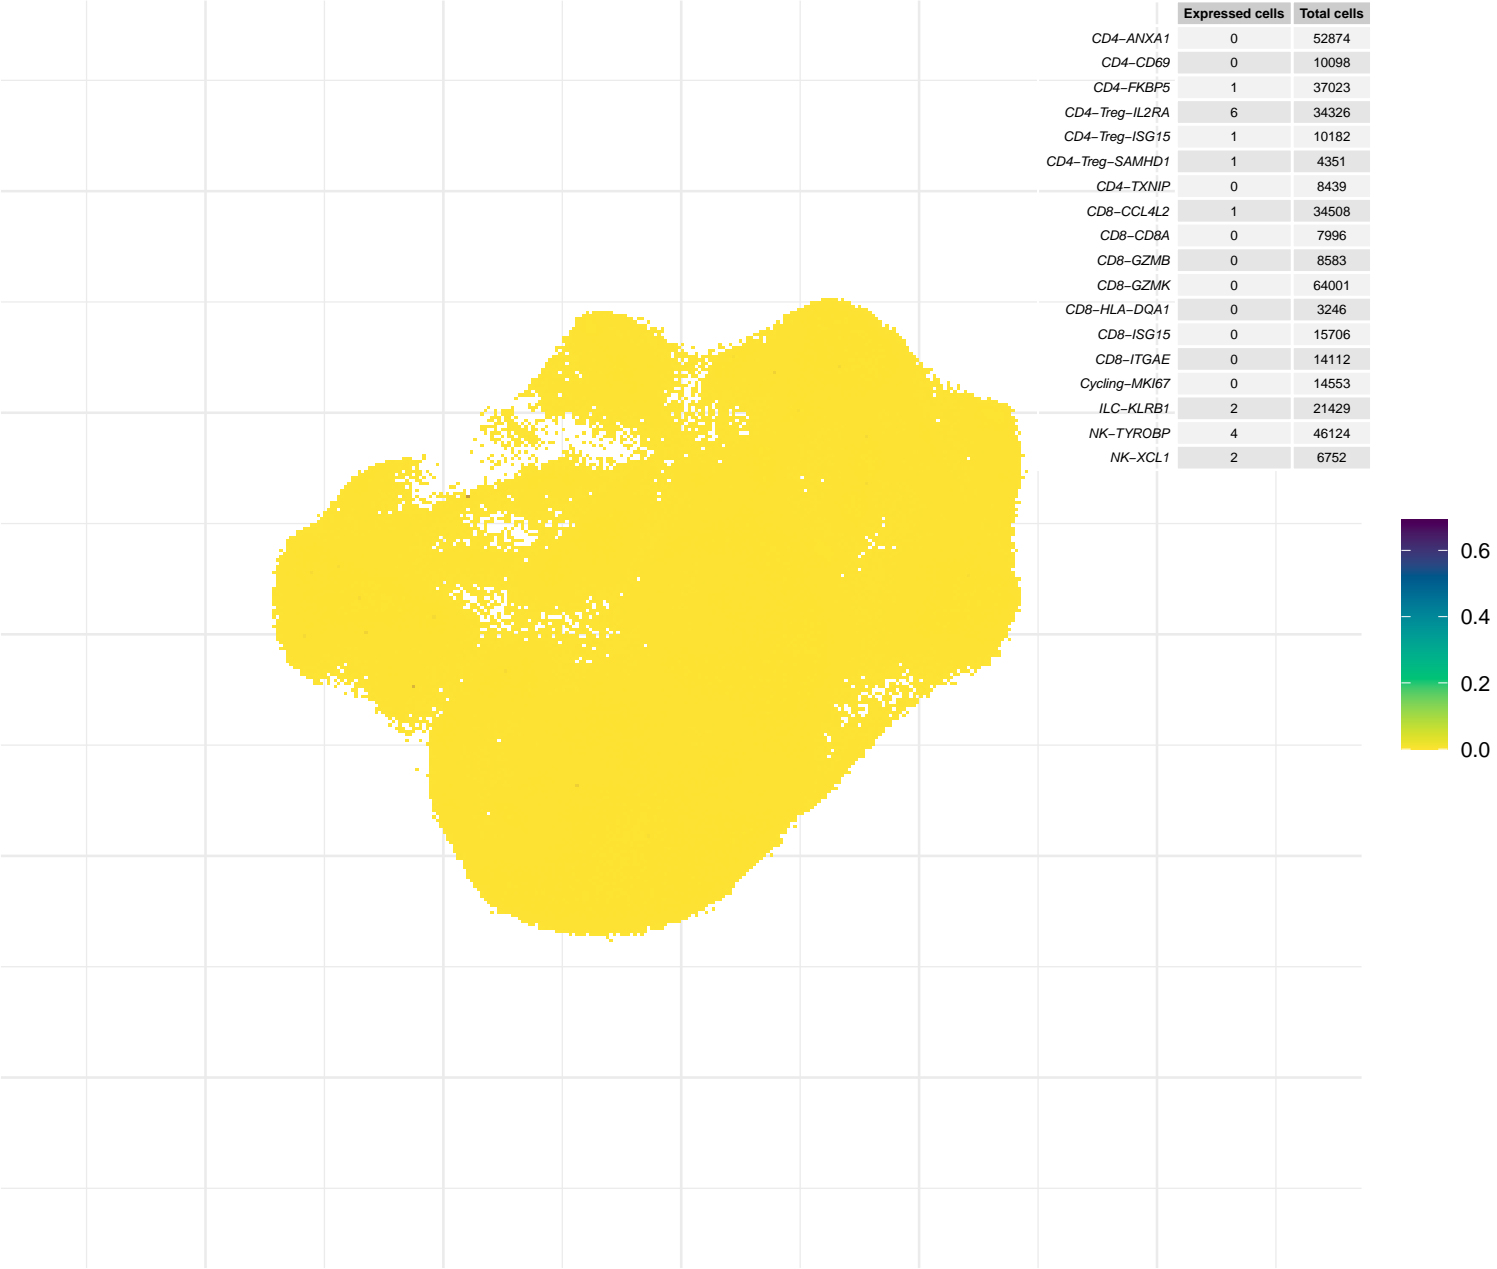 Expressed cells Total cells
CD4−ANXA1 0 52874
CD4−CD69 0 10098
CD4−FKBP5 1 37023
CD4−Treg−IL2RA 6 34326
CD4−Treg−ISG15 1 10182
CD4−Treg−SAMHD1 1 4351
CD4−TXNIP 0 8439
CD8−CCL4L2 1 34508
CD8−CD8A 0 7996
CD8−GZMB 0 8583
CD8−GZMK 0 64001
CD8−HLA−DQA1 0 3246
CD8−ISG15 0 15706
CD8−ITGAE 0 14112
Cycling−MKI67 0 14553
ILC−KLRB1 2 21429
NK−TYROBP 4 46124
NK−XCL1 2 6752
0.6
0.4
0.2
0.0